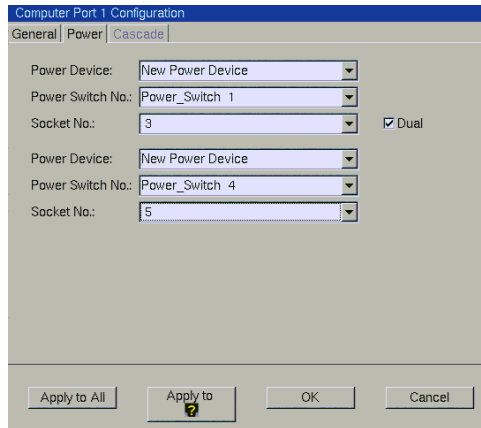 Computer Port 1 Configuration
General Power Cascade
Power Device: New Power Device
Power Switch No.: Power_Switch 1
Socket No.: 3 Dual
Power Device: New Power Device
Power Switch No.: Power_Switch 4
Socket No.: 5
Apply to All Apply to ? OK Cancel